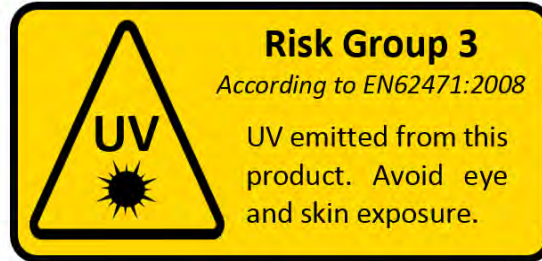 Risk Group 3
According to EN62471:2008
UV
UV emitted from this
product. Avoid eye
and skin exposure.